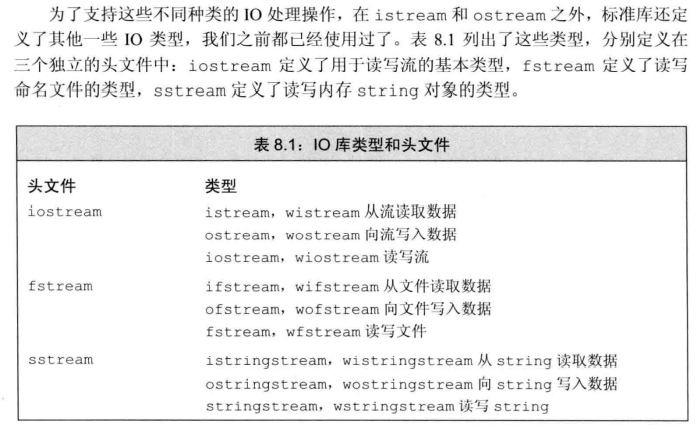 为了支持这些不同种类的 IO 处理操作，在 istream 和 ostream 之外，标准库还定
义了其他一些 IO 类型，我们之前都已经使用过了。表 8.1 列出了这些类型，分别定义在
三个独立的头文件中：iostream 定义了用于读写流的基本类型，fstream 定义了读写
命名文件的类型，sstream 定义了读写内存 string 对象的类型。
表 8.1：IO 库类型和头文件
头文件 类型
iostream istream，wistream 从流读取数据
ostream，wostream 向流写入数据
iostream，wiostream 读写流
fstream ifstream，wifstream 从文件读取数据
ofstream，wofstream 向文件写入数据
fstream，wfstream 读写文件
sstream istringstream，wistringstream 从 string 读取数据
ostringstream，wostringstream 向 string 写入数据
stringstream，wstringstream 读写 string